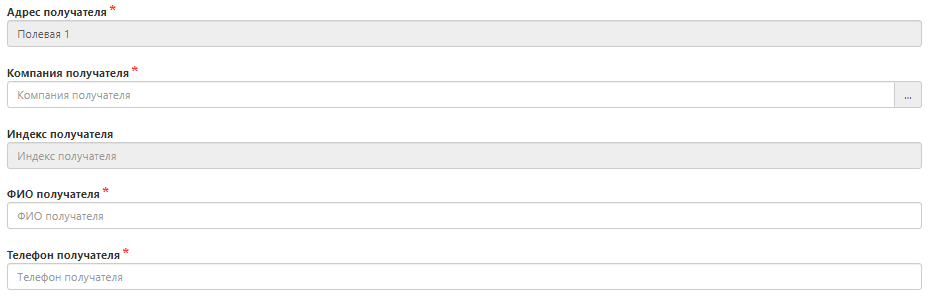 Адрес получателя *
Полевая 1
Компания получателя *
Компания получателя ...
Индекс получателя
Индекс получателя
ФИО получателя *
ФИО получателя
Телефон получателя *
Телефон получателя